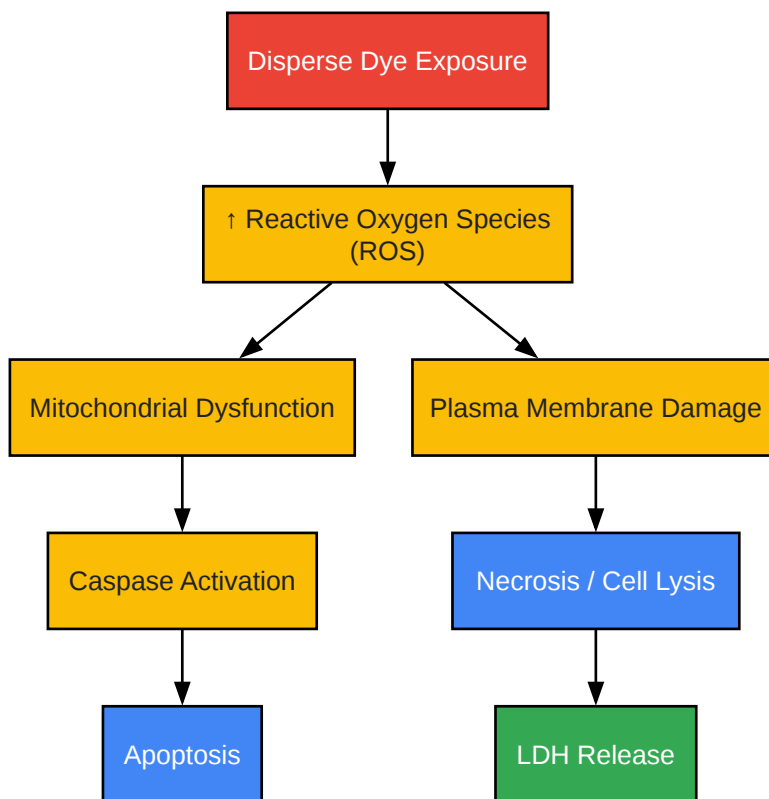 Disperse Dye Exposure
↑ Reactive Oxygen Species
(ROS)
Mitochondrial Dysfunction
Plasma Membrane Damage
Caspase Activation
Necrosis / Cell Lysis
Apoptosis
LDH Release